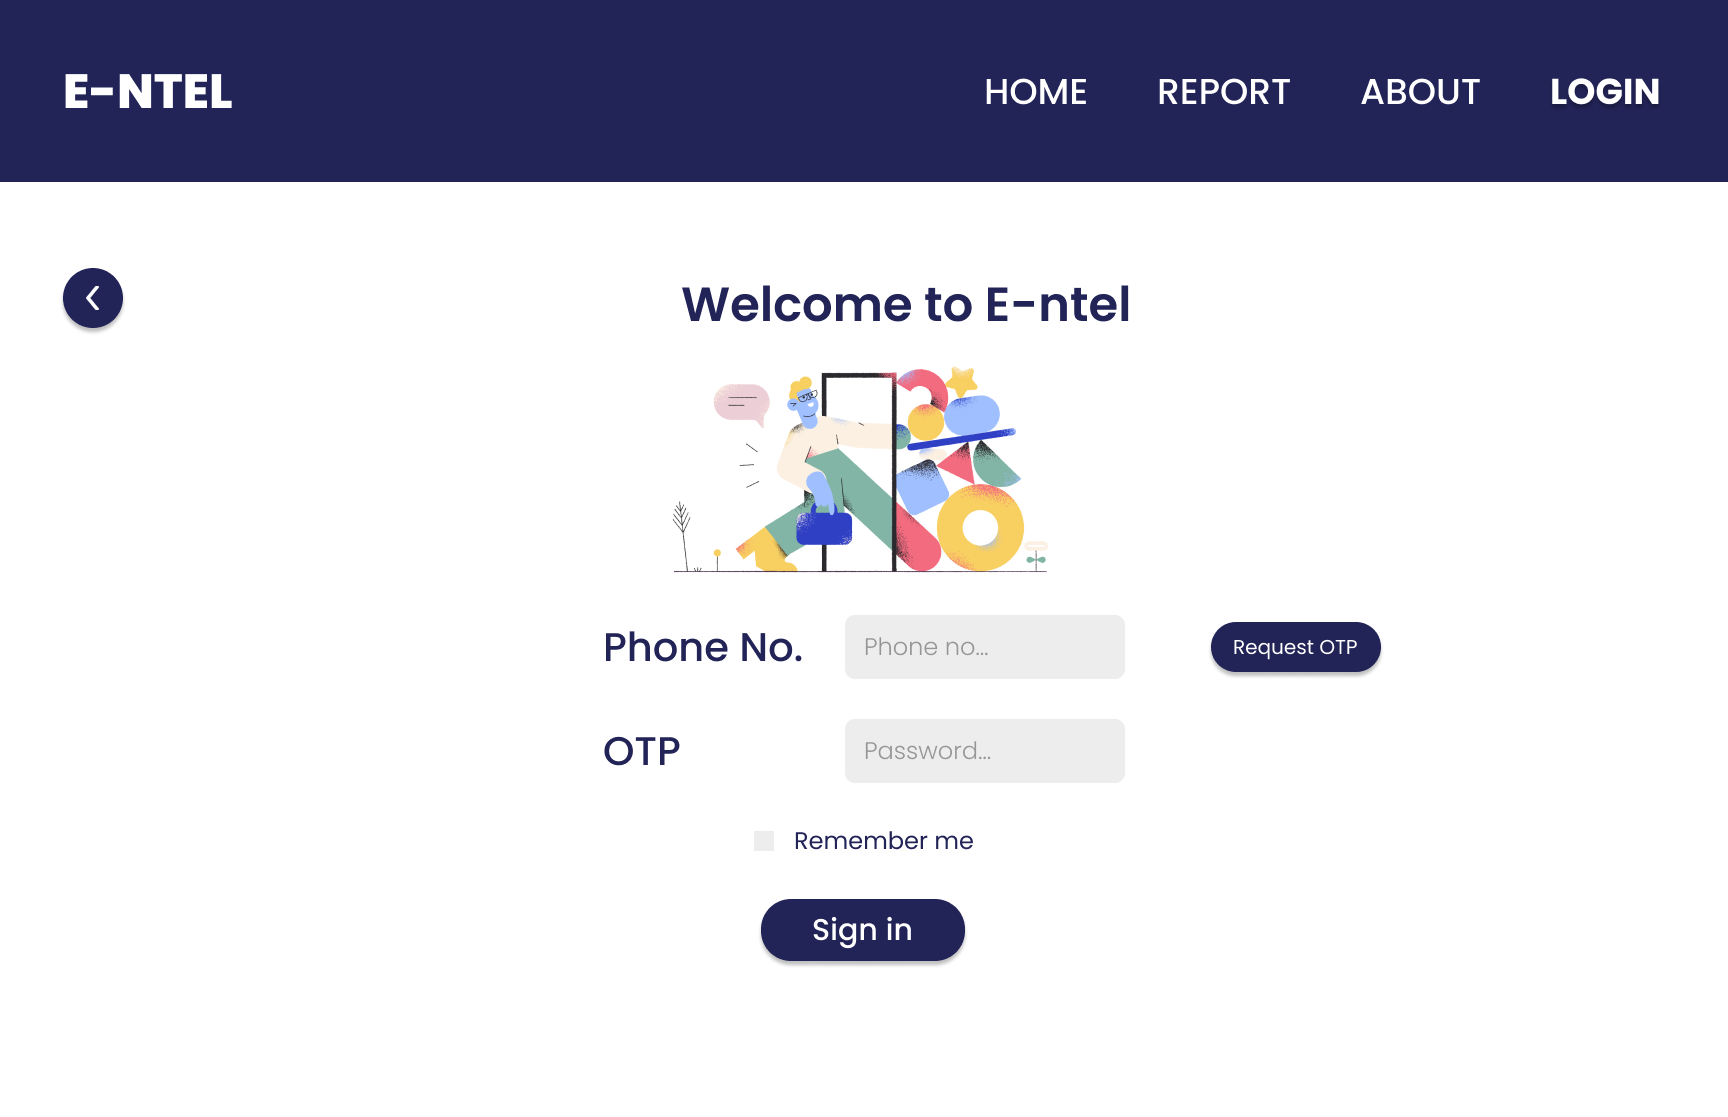 E-NTEL
HOME REPORT ABOUT LOGIN
Welcome to E-ntel
Phone No. Phone no... Request OTP
OTP Password...
Remember me
Sign in